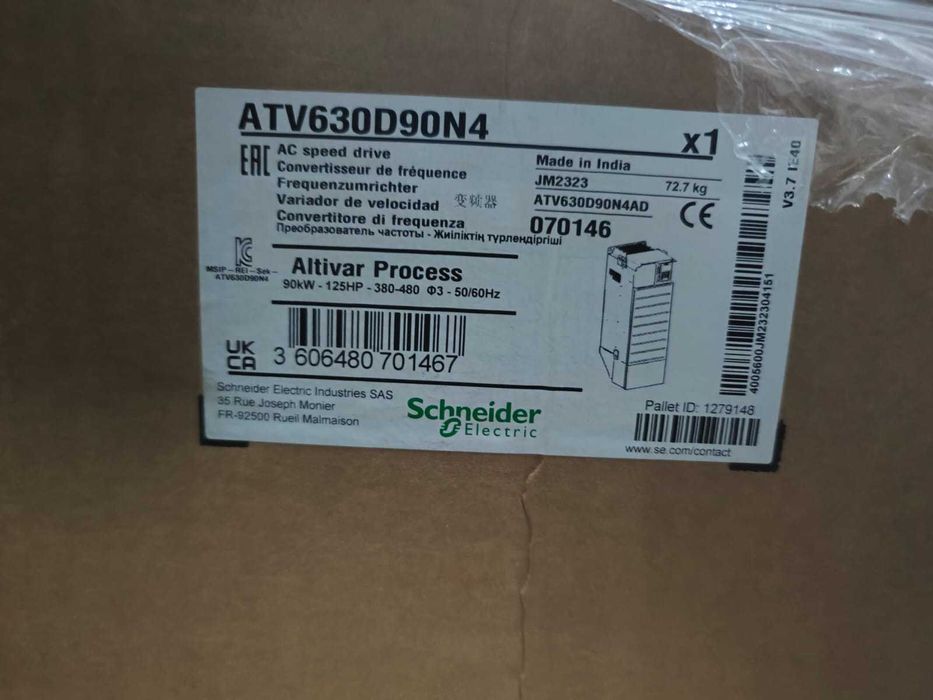 ATV630D90N4
x1
EAC
AC speed drive
Convertisseur de fréquence
Frequenzumrichter
Variador de velocidad 变频器
Convertitore di frequenza
Преобразователь частоты - Жиіліктің түрлендіргіші
Made in India
JM2323 72.7 kg
ATV630D90N4AD
070146
CE
MSIP-REI-Sek-
ATV630D90N4
Altivar Process
90kW - 125HP - 380-480 Φ3 - 50/60Hz
UK
CA
3 606480 701467
Schneider Electric Industries SAS
35 Rue Joseph Monier
FR-92500 Rueil Malmaison
Schneider
Electric
Pallet ID: 1279148
www.se.com/contact
4005600JM232304151
V3.7 IE40